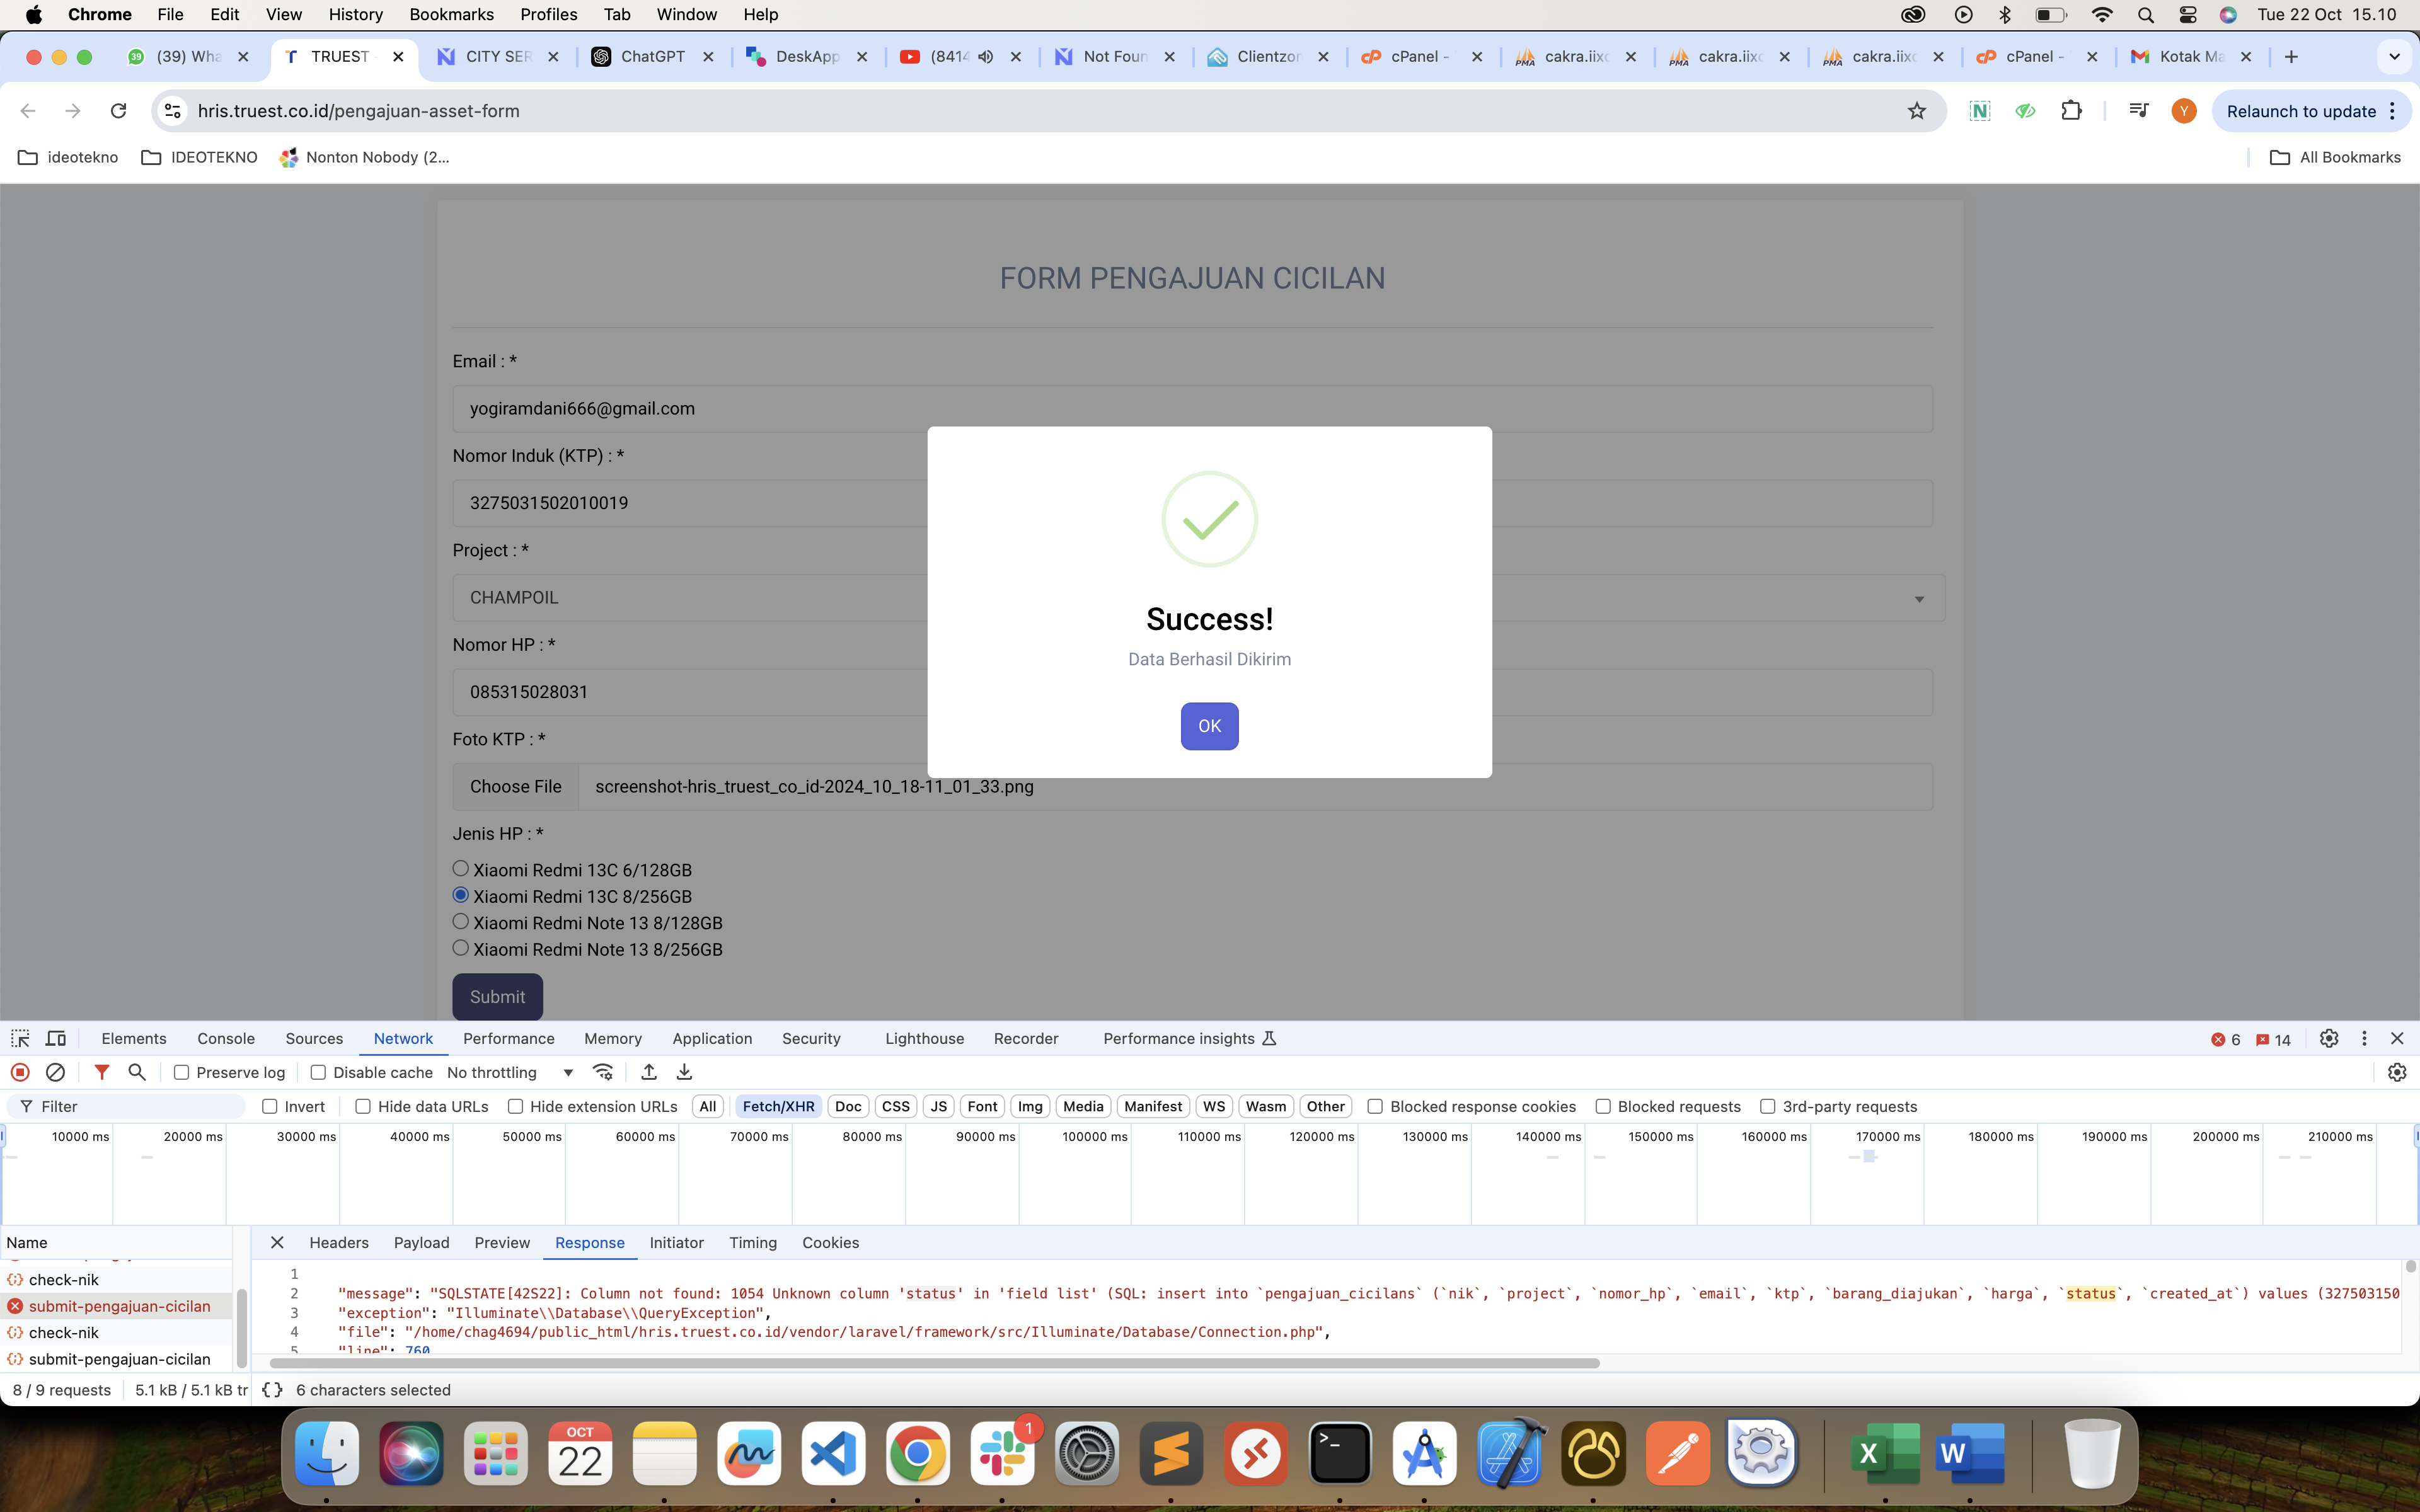 Chrome File Edit View History Bookmarks Profiles Tab Window Help Tue 22 Oct 15.10
39 (39) Wha TRUEST CITY SER ChatGPT DeskApp (8414 Not Foun Clientzor cPanel - PMA cakra.iixc PMA cakra.iixc PMA cakra.iixc cPanel - Kotak Ma
hris.truest.co.id/pengajuan-asset-form N Y Relaunch to update
ideotekno IDEOTEKNO Nonton Nobody (2... All Bookmarks
FORM PENGAJUAN CICILAN
Email : *
yogiramdani666@gmail.com
Nomor Induk (KTP) : *
3275031502010019
Project : *
CHAMPOIL
Nomor HP : *
085315028031
Foto KTP : *
Choose File screenshot-hris_truest_co_id-2024_10_18-11_01_33.png
Jenis HP : *
Xiaomi Redmi 13C 6/128GB
Xiaomi Redmi 13C 8/256GB
Xiaomi Redmi Note 13 8/128GB
Xiaomi Redmi Note 13 8/256GB
Submit
Success!
Data Berhasil Dikirim
OK
Elements Console Sources Network Performance Memory Application Security Lighthouse Recorder Performance insights 6 14
Preserve log Disable cache No throttling
Filter Invert Hide data URLs Hide extension URLs All Fetch/XHR Doc CSS JS Font Img Media Manifest WS Wasm Other Blocked response cookies Blocked requests 3rd-party requests
10000 ms 20000 ms 30000 ms 40000 ms 50000 ms 60000 ms 70000 ms 80000 ms 90000 ms 100000 ms 110000 ms 120000 ms 130000 ms 140000 ms 150000 ms 160000 ms 170000 ms 180000 ms 190000 ms 200000 ms 210000 ms
Name Headers Payload Preview Response Initiator Timing Cookies
check-nik
submit-pengajuan-cicilan
check-nik
submit-pengajuan-cicilan
1
2 "message": "SQLSTATE[42S22]: Column not found: 1054 Unknown column 'status' in 'field list' (SQL: insert into `pengajuan_cicilans` (`nik`, `project`, `nomor_hp`, `email`, `ktp`, `barang_diajukan`, `harga`, `status`, `created_at`) values (327503150
3 "exception": "Illuminate\\Database\\QueryException",
4 "file": "/home/chag4694/public_html/hris.truest.co.id/vendor/laravel/framework/src/Illuminate/Database/Connection.php",
5 "line": 760
8 / 9 requests 5.1 kB / 5.1 kB tr {} 6 characters selected
OCT
22
1
X W